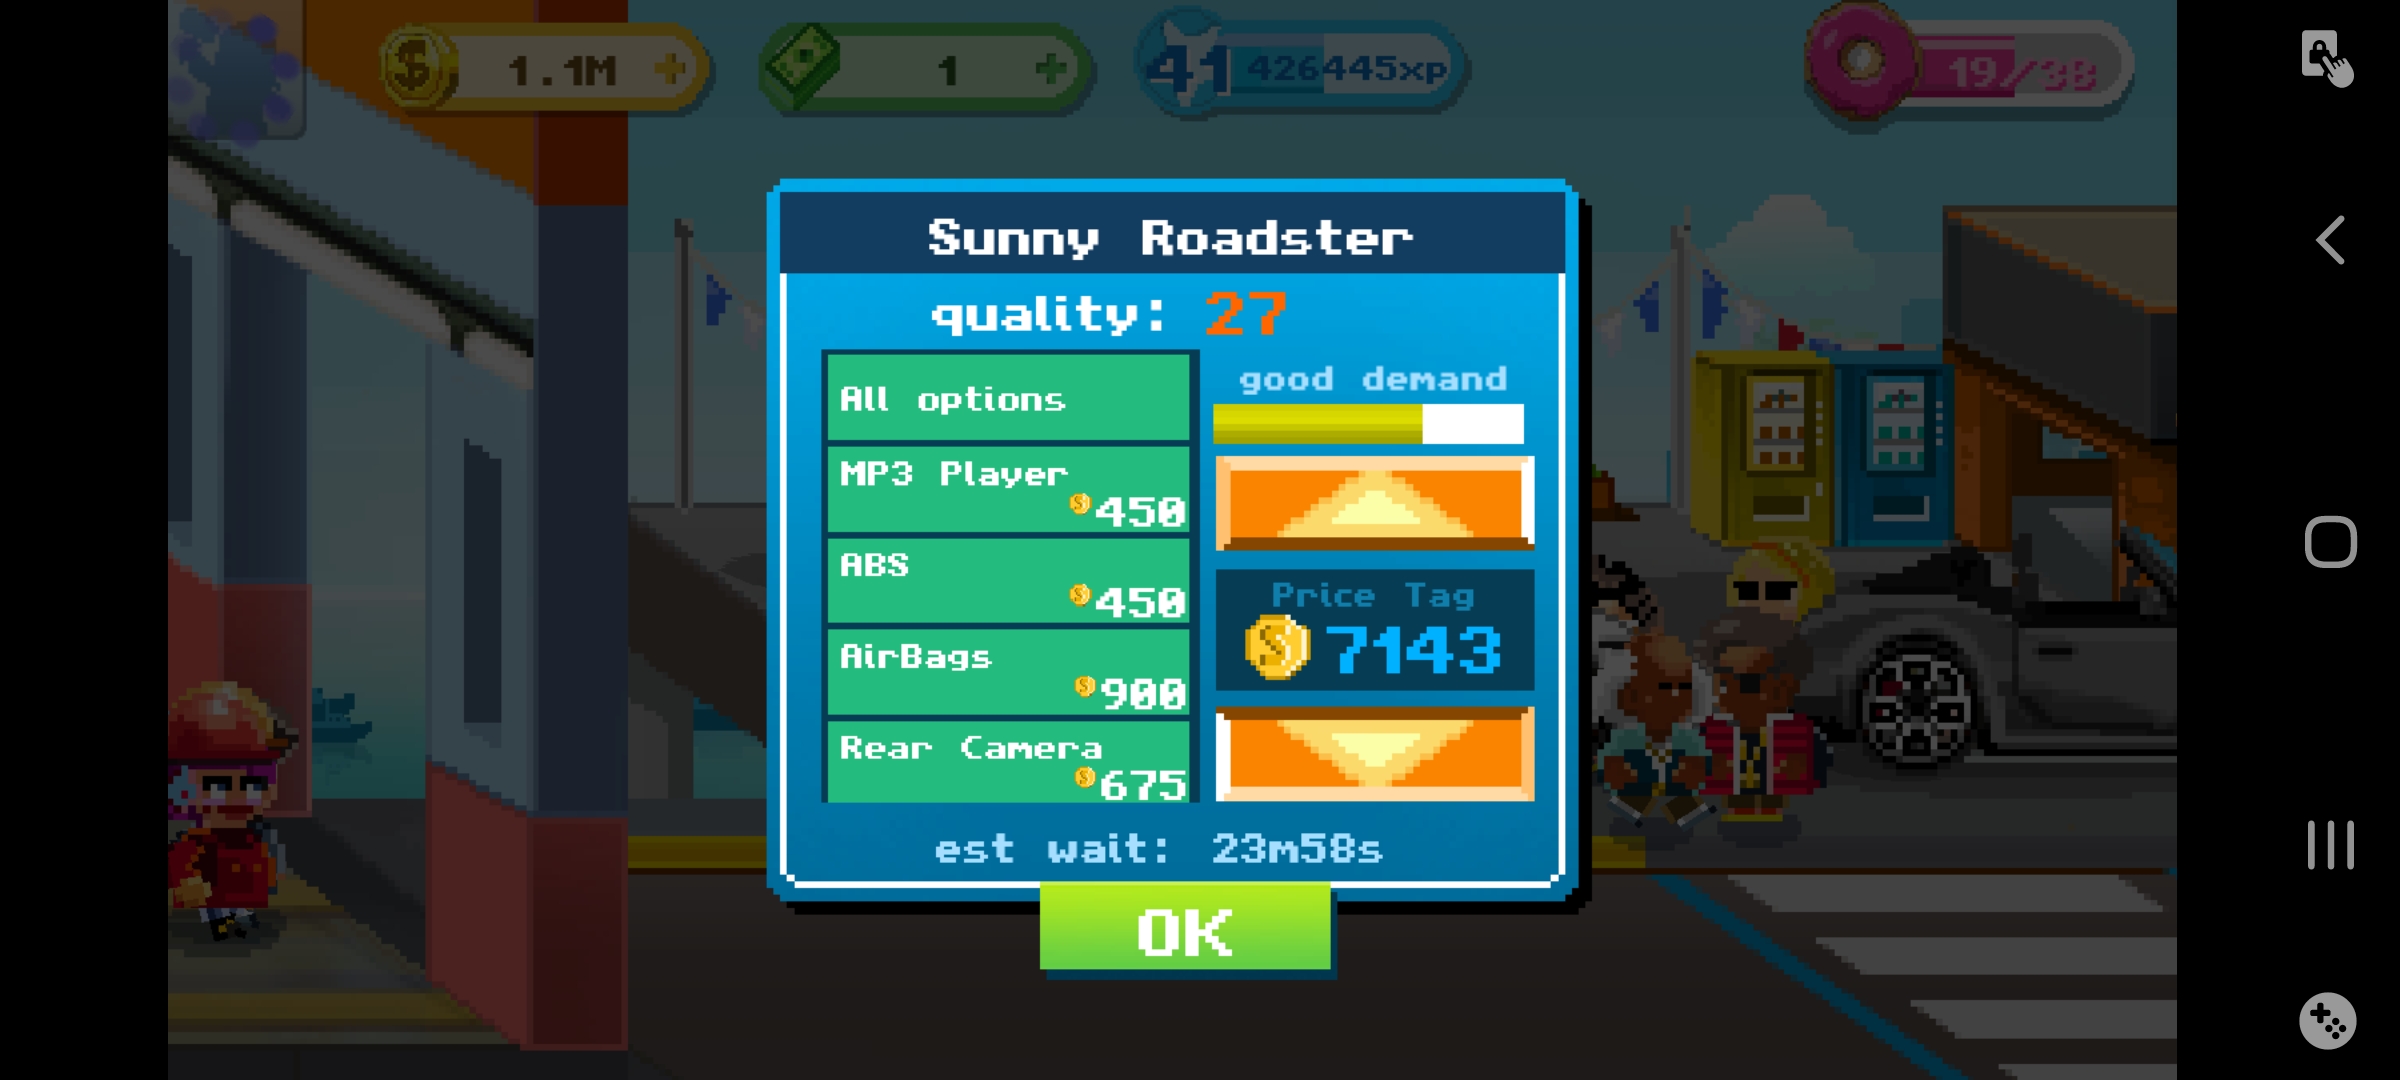 1.1M
1
41 426445xp
19/38
Sunny Roadster
quality: 27
All options
good demand
MP3 Player
450
ABS
450
Price Tag
7143
AirBags
900
Rear Camera
675
est wait: 23m58s
OK